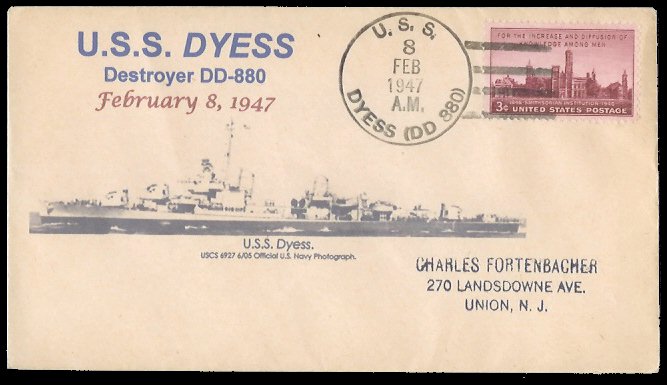 U.S.S. DYESS
Destroyer DD-880
February 8, 1947
U. S. S.
8
FEB
1947
A.M.
DYESS (DD 880)
FOR THE INCREASE AND DIFFUSION OF
KNOWLEDGE AMONG MEN
1846·SMITHSONIAN INSTITUTION·1946
3¢ UNITED STATES POSTAGE
U.S.S. Dyess.
USCS 6927 6/05 Official U.S. Navy Photograph.
CHARLES FORTENBACHER
270 LANDSDOWNE AVE.
UNION, N. J.